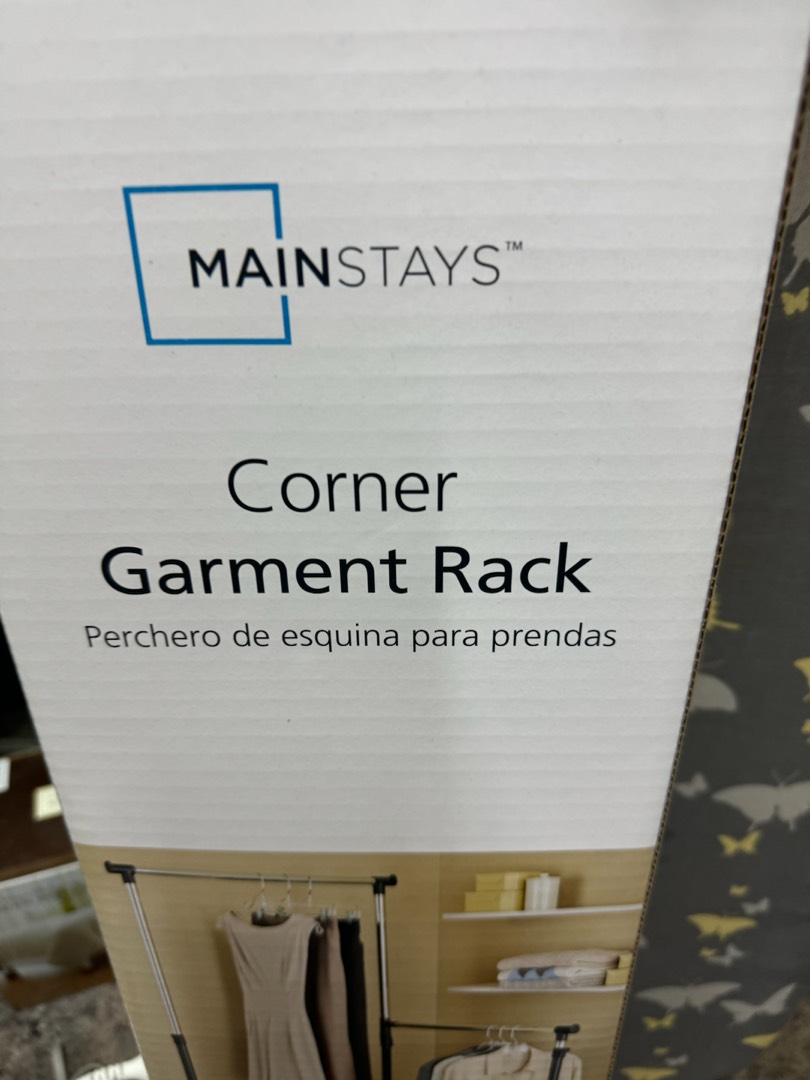 MAINSTAYS™
Corner
Garment Rack
Perchero de esquina para prendas